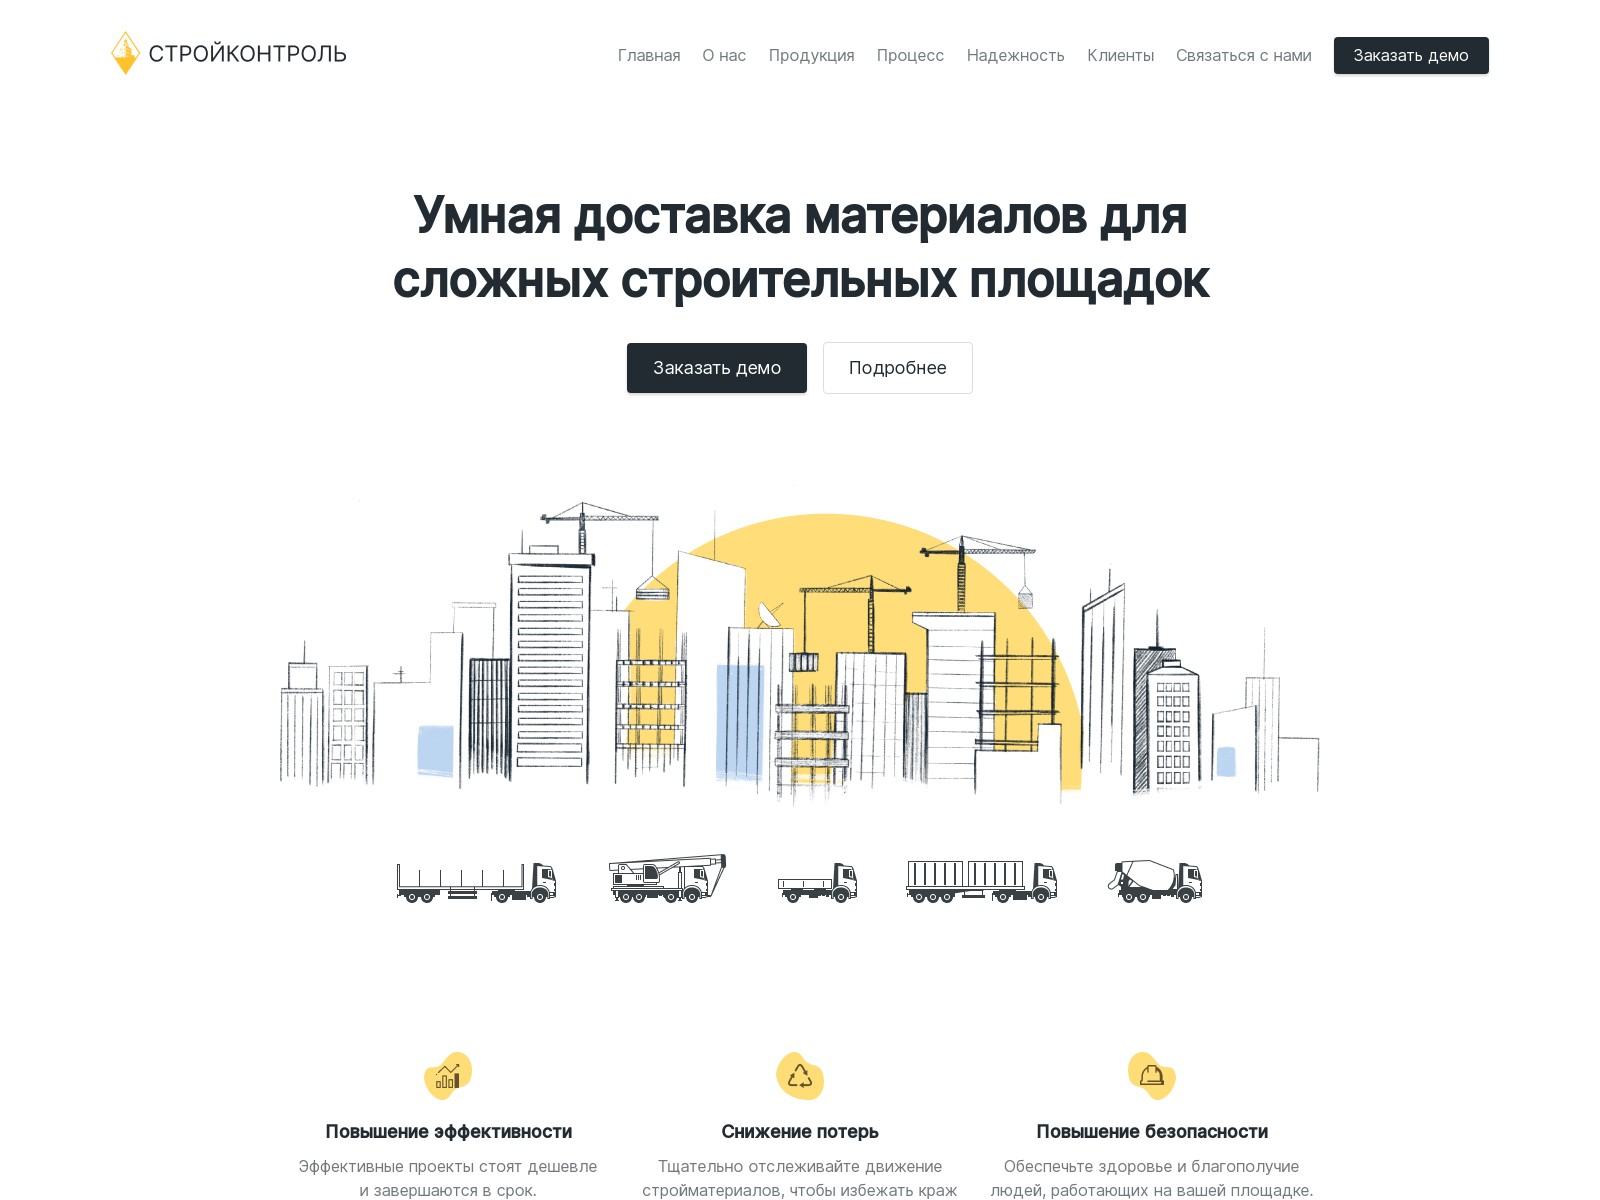 СТРОЙКОНТРОЛЬ
Главная О нас Продукция Процесс Надежность Клиенты Связаться с нами Заказать демо
Умная доставка материалов для
сложных строительных площадок
Заказать демо Подробнее
Повышение эффективности
Эффективные проекты стоят дешевле
и завершаются в срок.
Снижение потерь
Тщательно отслеживайте движение
стройматериалов, чтобы избежать краж
Повышение безопасности
Обеспечьте здоровье и благополучие
людей, работающих на вашей площадке.